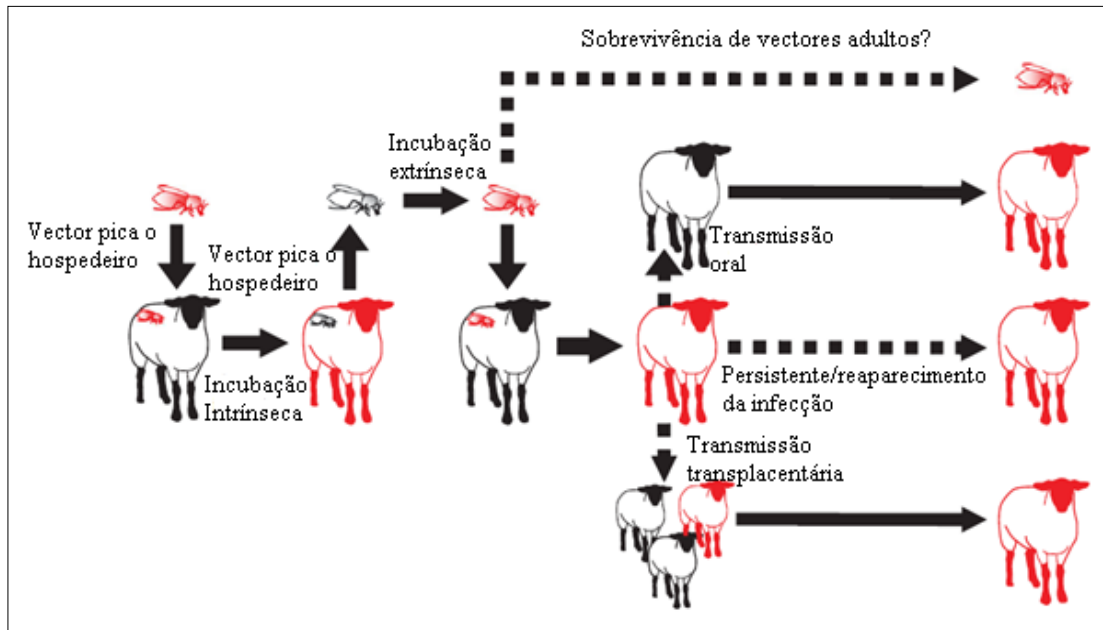 Sobrevivência de vectores adultos?
Incubação
extrínseca
Vector pica o
hospedeiro
Vector pica o
hospedeiro
Transmissão
oral
Incubação
Intrínseca
Persistente/reaparecimento
da infecção
Transmissão
transplacentária